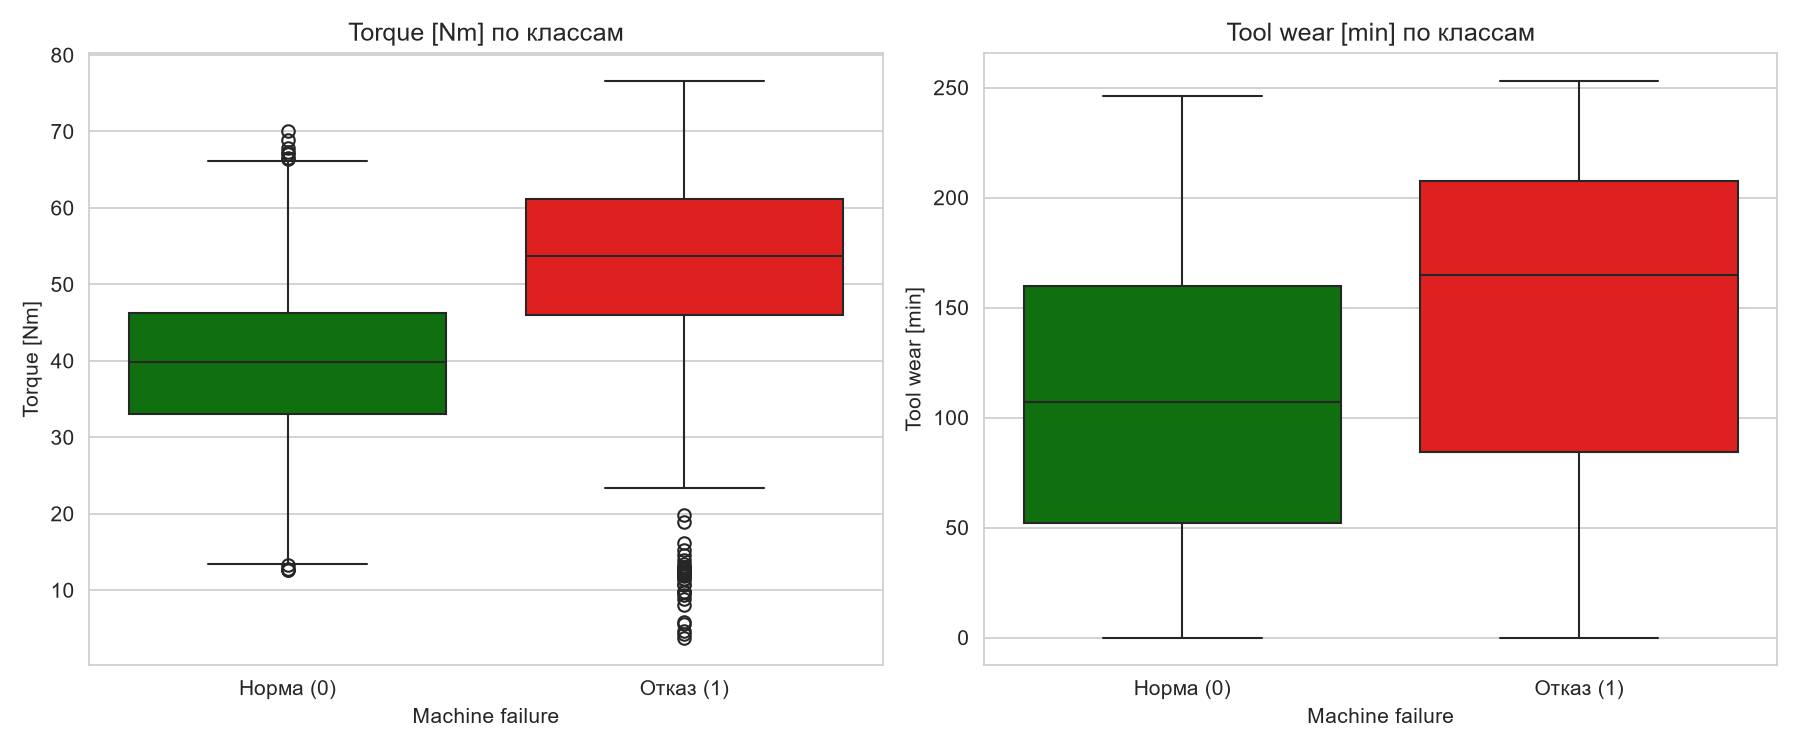 Torque [Nm] по классам
Torque [Nm]
80
70
60
50
40
30
20
10
Норма (0)
Отказ (1)
Machine failure
Tool wear [min] по классам
Tool wear [min]
250
200
150
100
50
0
Норма (0)
Отказ (1)
Machine failure